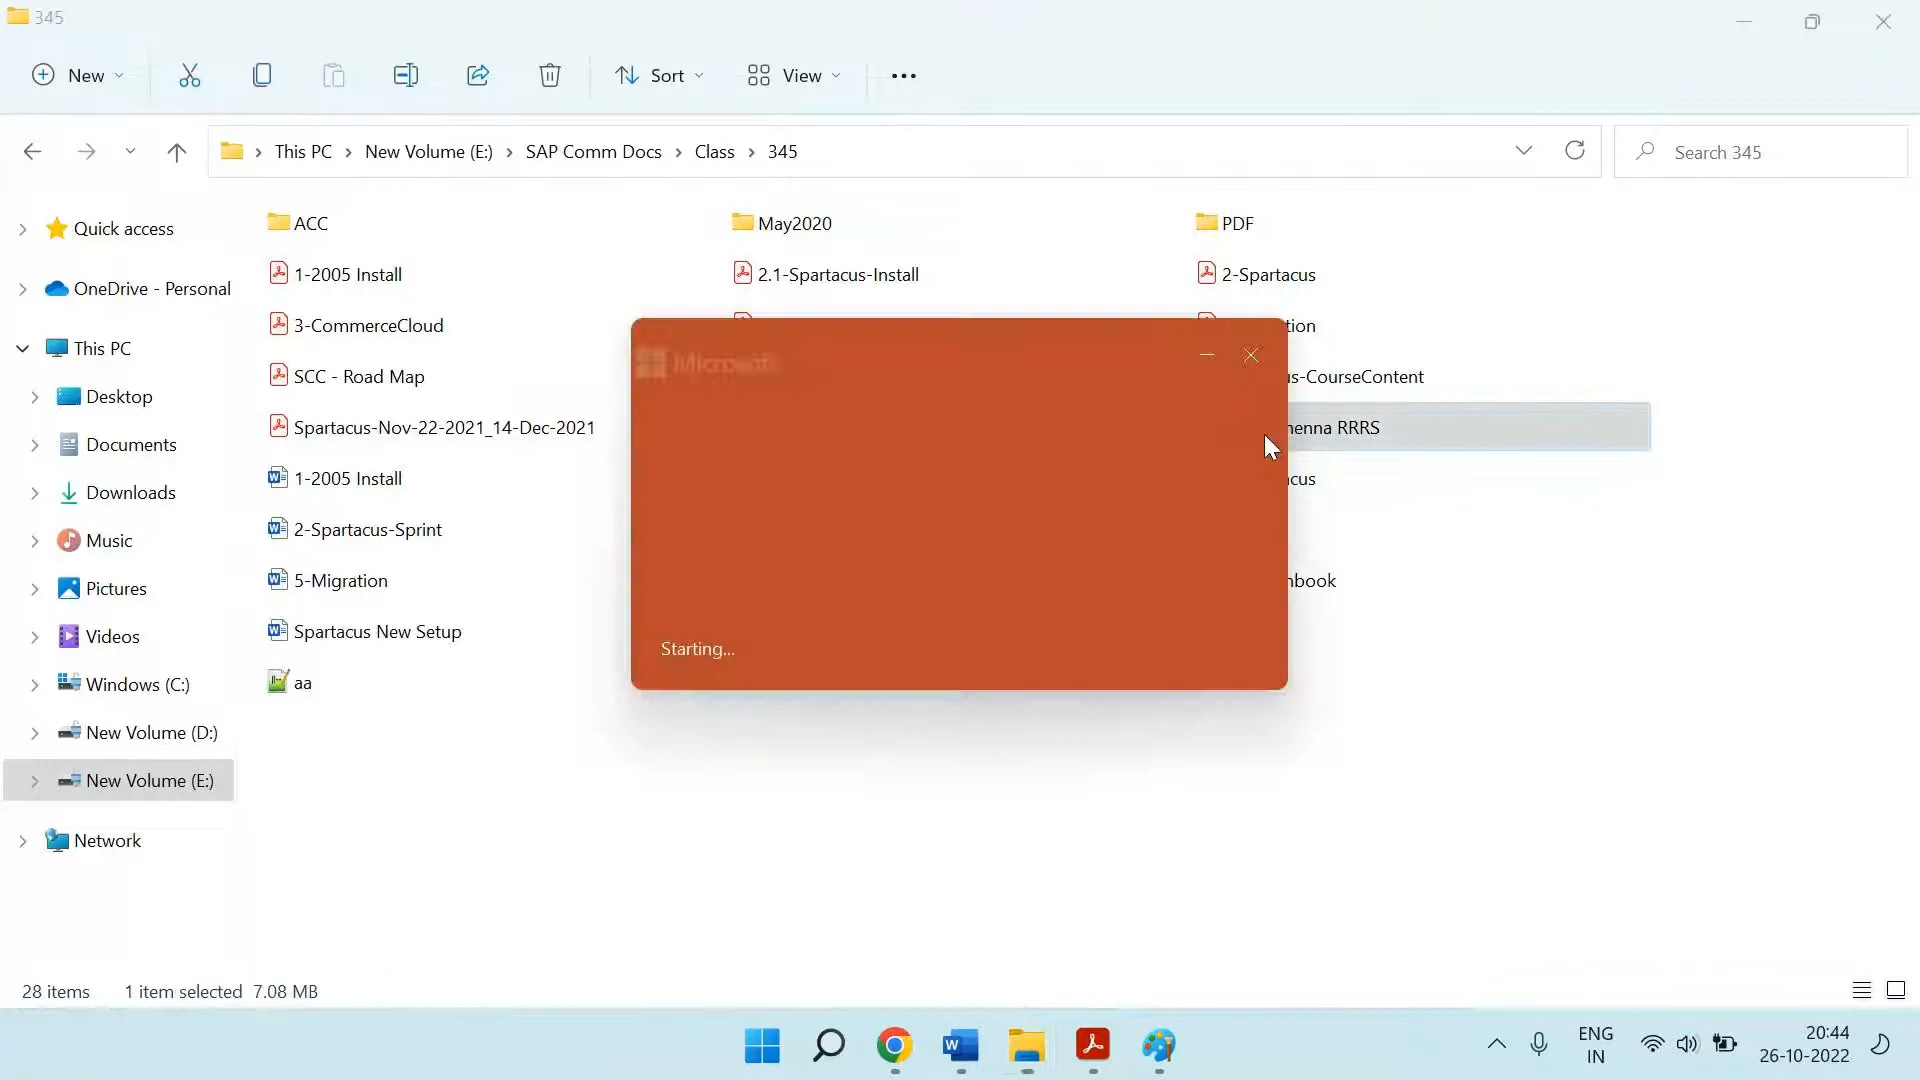 345
New
Sort
View
This PC
New Volume (E:)
SAP Comm Docs
Class
345
Search 345
Quick access
OneDrive - Personal
This PC
Desktop
Documents
Downloads
Music
Pictures
Videos
Windows (C:)
New Volume (D:)
New Volume (E:)
Network
ACC
May2020
PDF
1-2005 Install
2.1-Spartacus-Install
2-Spartacus
3-CommerceCloud
tion
SCC - Road Map
us-CourseContent
Spartacus-Nov-22-2021_14-Dec-2021
henna RRRS
1-2005 Install
cus
2-Spartacus-Sprint
5-Migration
book
Spartacus New Setup
aa
Microsoft
Starting...
28 items
1 item selected 7.08 MB
ENG
IN
20:44
26-10-2022